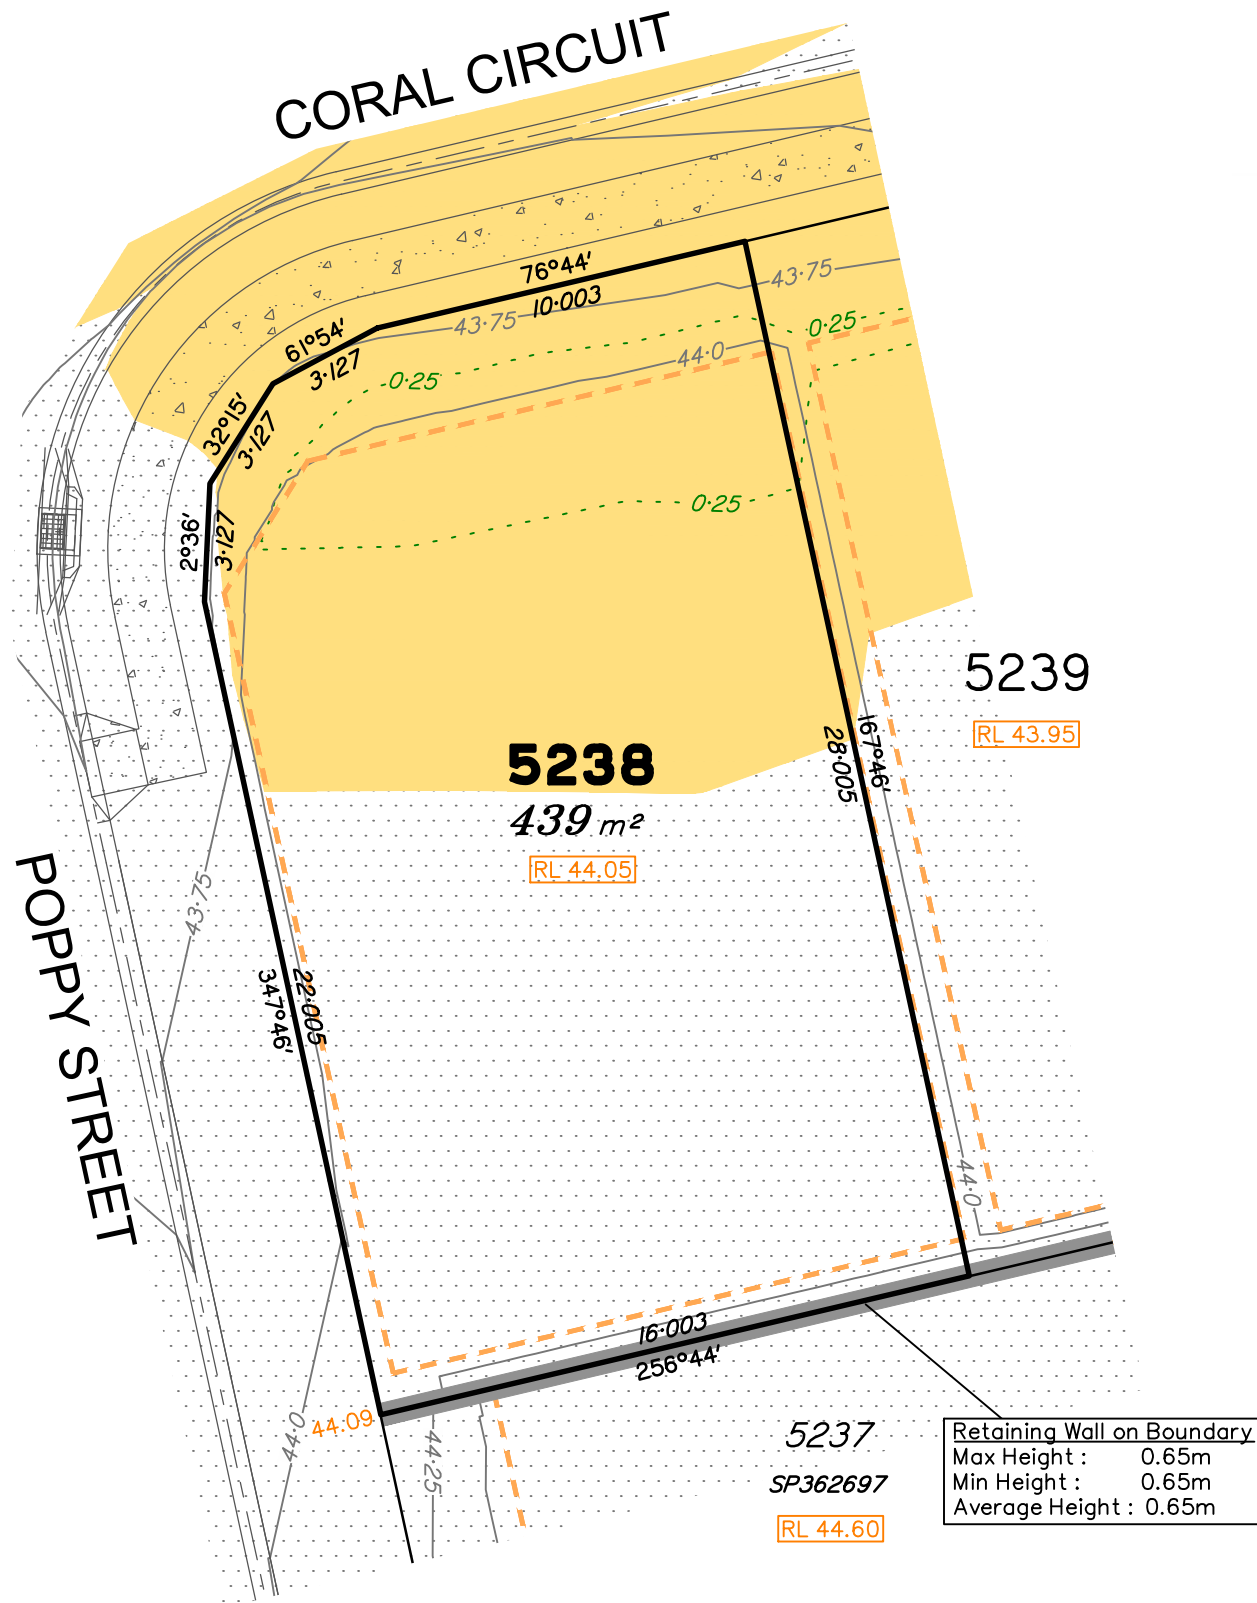 CORAL CIRCUIT
76°44'
10·003
43·75
61°54'
3·127
43·75
0·25
44·0
0·25
32°15'
3·127
0·25
2°36'
3·127
5239
RL 43.95
5238
439 m²
RL 44.05
167°46'
28·005
POPPY STREET
43·75
22·005
347°46'
44·0
16·003
256°44'
44.09
44·0
44·25
5237
SP362697
RL 44.60
Retaining Wall on Boundary
Max Height : 0.65m
Min Height : 0.65m
Average Height : 0.65m